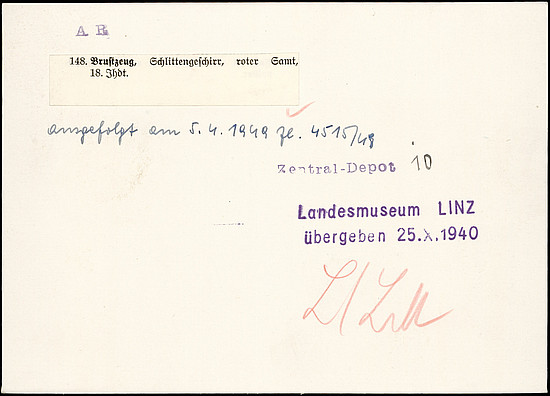 A R
148. Brustzeug, Schlittengeschirr, roter Samt,
18. Jhdt.
ausgefolgt am 5. 4. 1949 Zl. 4515/49
Zentral-Depot 10
Landesmuseum LINZ
übergeben 25.X.1940